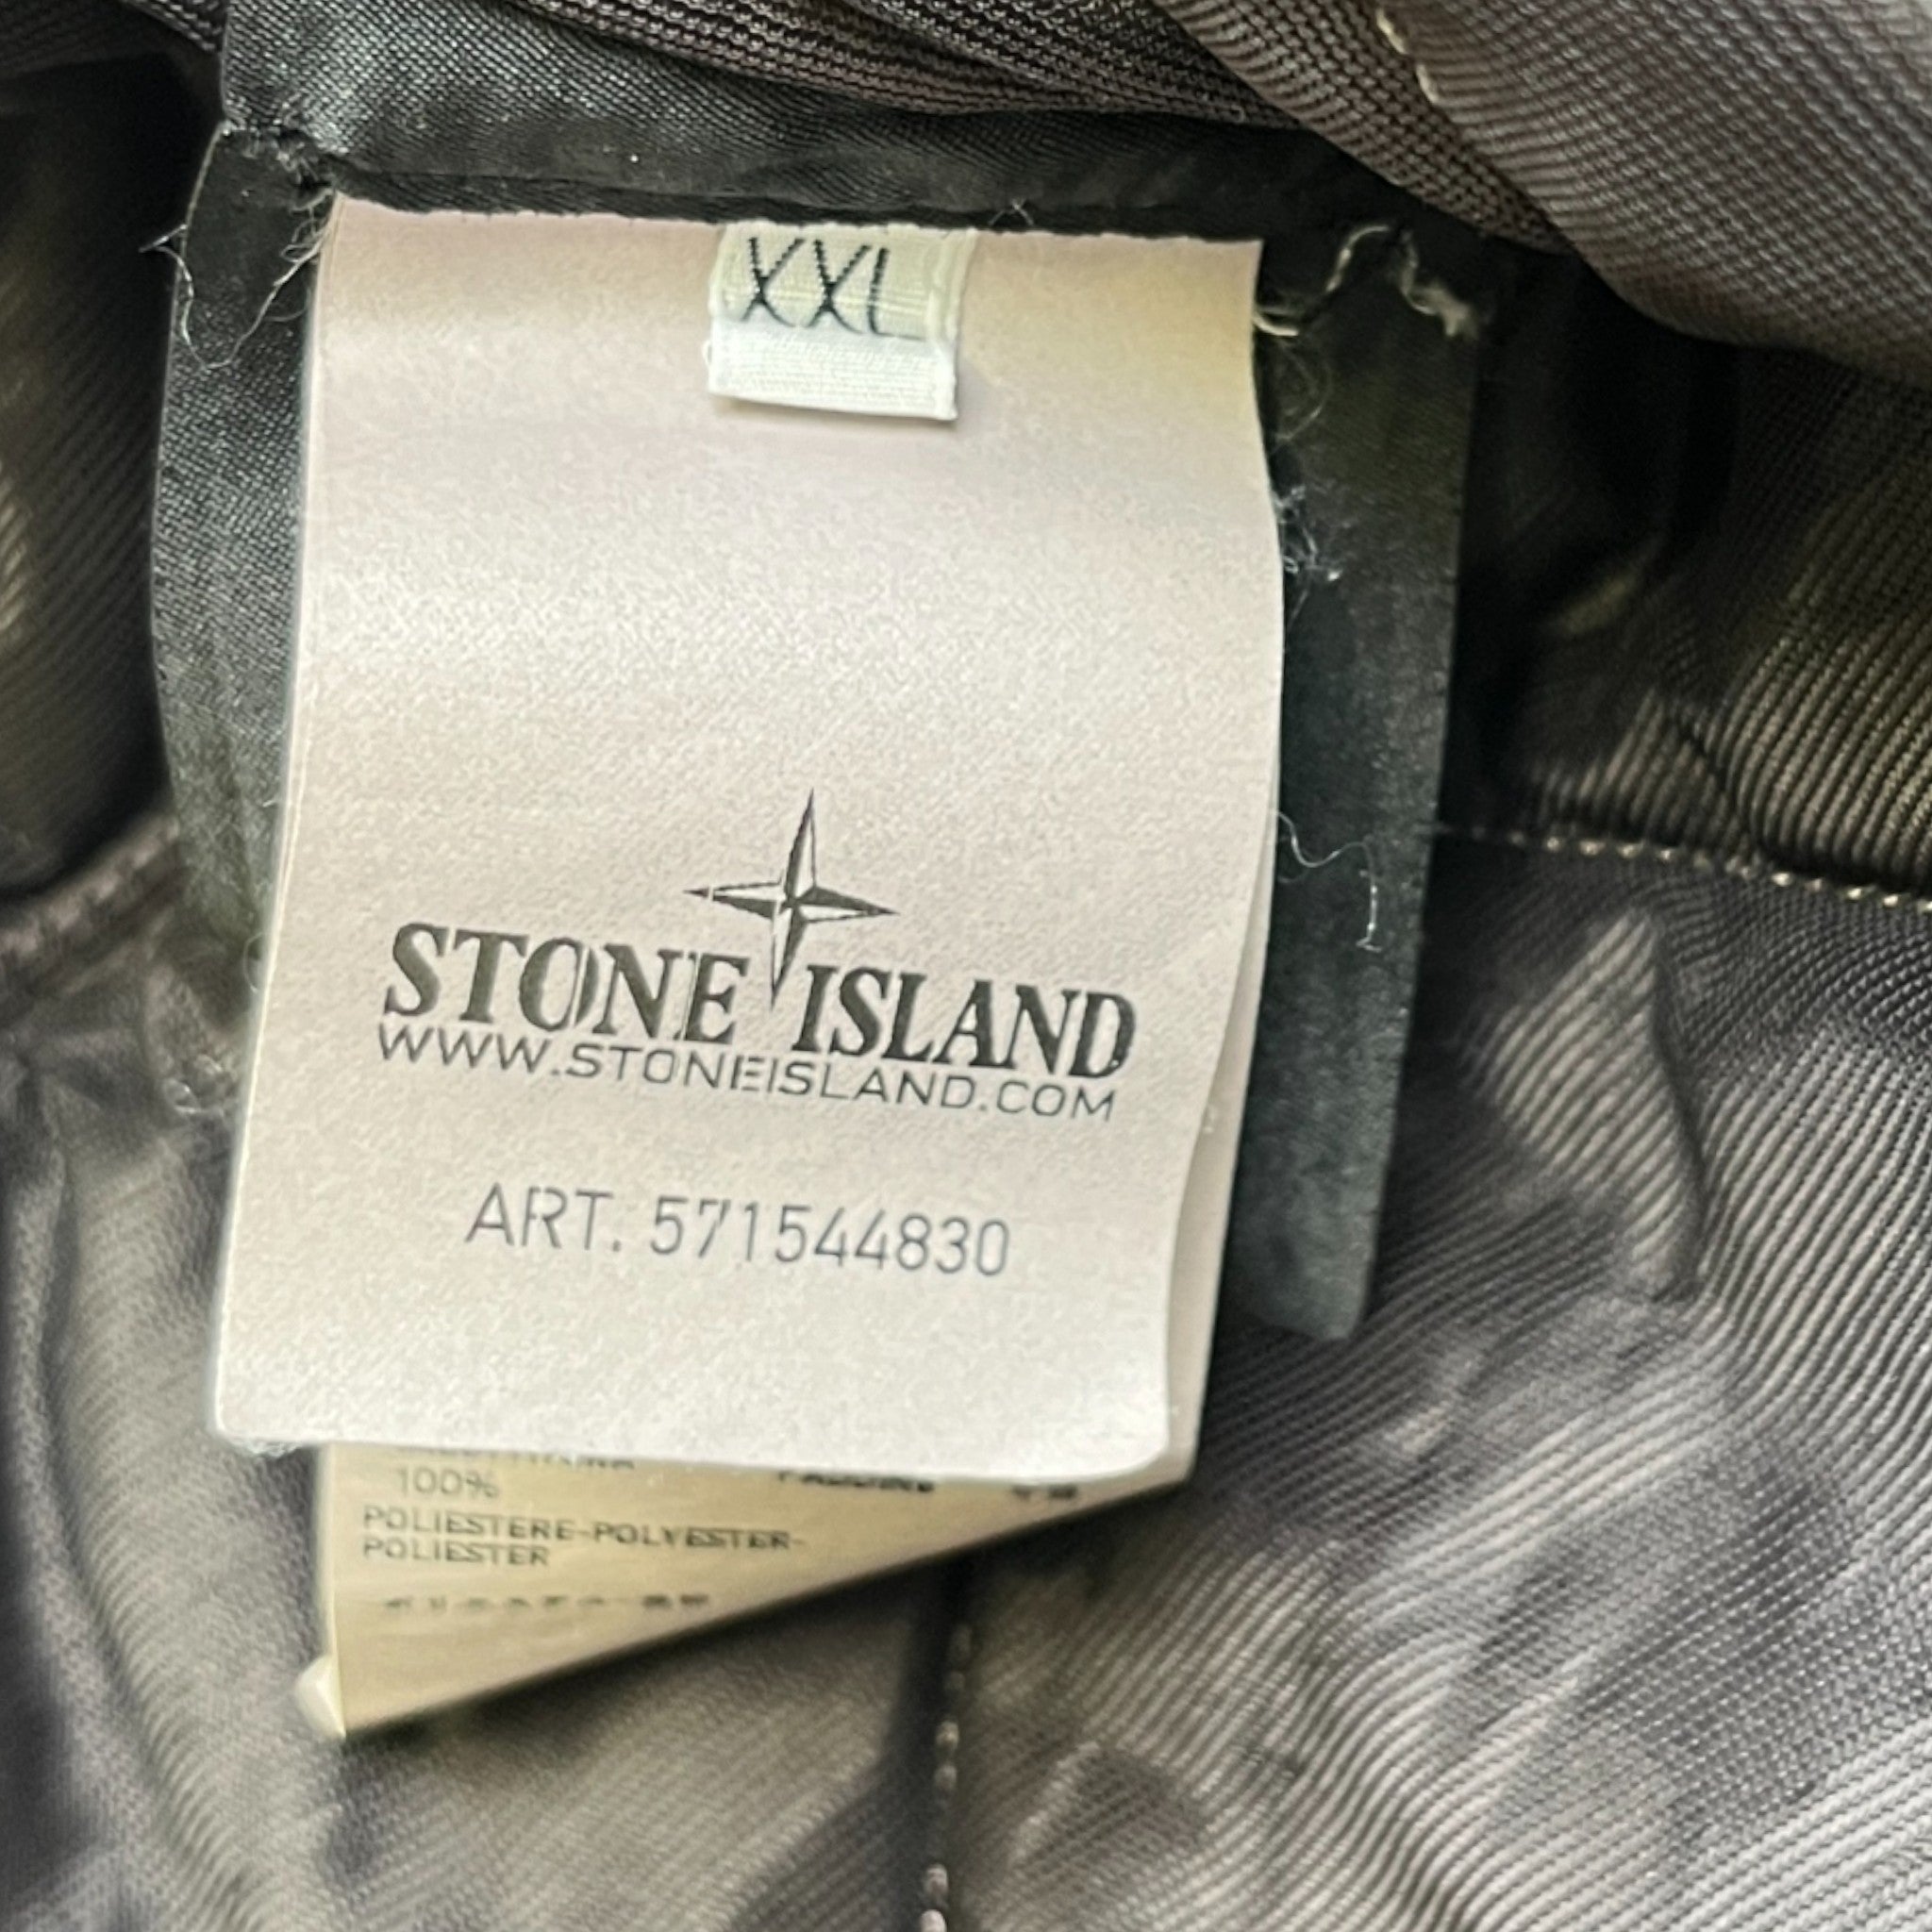 XXL
STONE ISLAND
WWW.STONEISLAND.COM
ART. 571544830
100%
POLIESTERE-POLYESTER-
POLIESTER